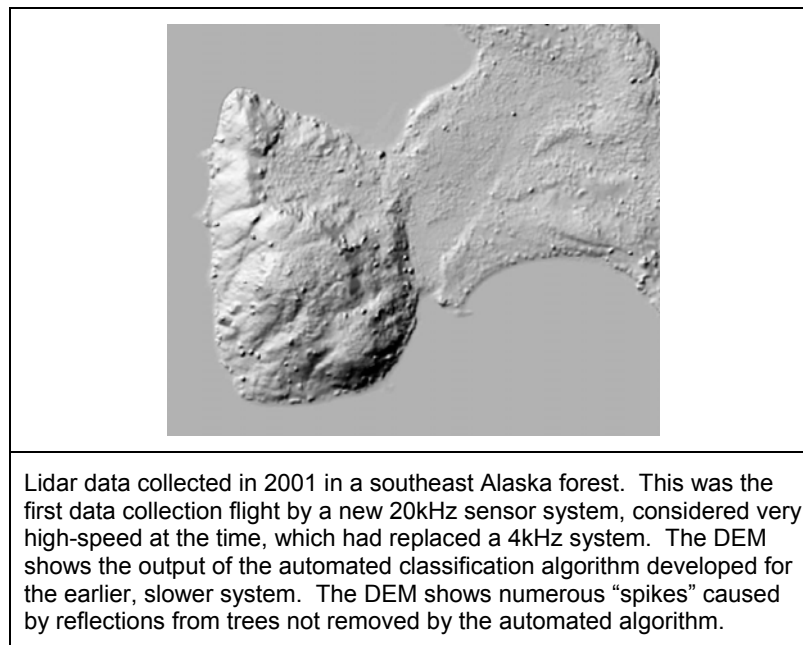 Lidar data collected in 2001 in a southeast Alaska forest.  This was the
first data collection flight by a new 20kHz sensor system, considered very
high-speed at the time, which had replaced a 4kHz system.  The DEM
shows the output of the automated classification algorithm developed for
the earlier, slower system.  The DEM shows numerous “spikes” caused
by reflections from trees not removed by the automated algorithm.